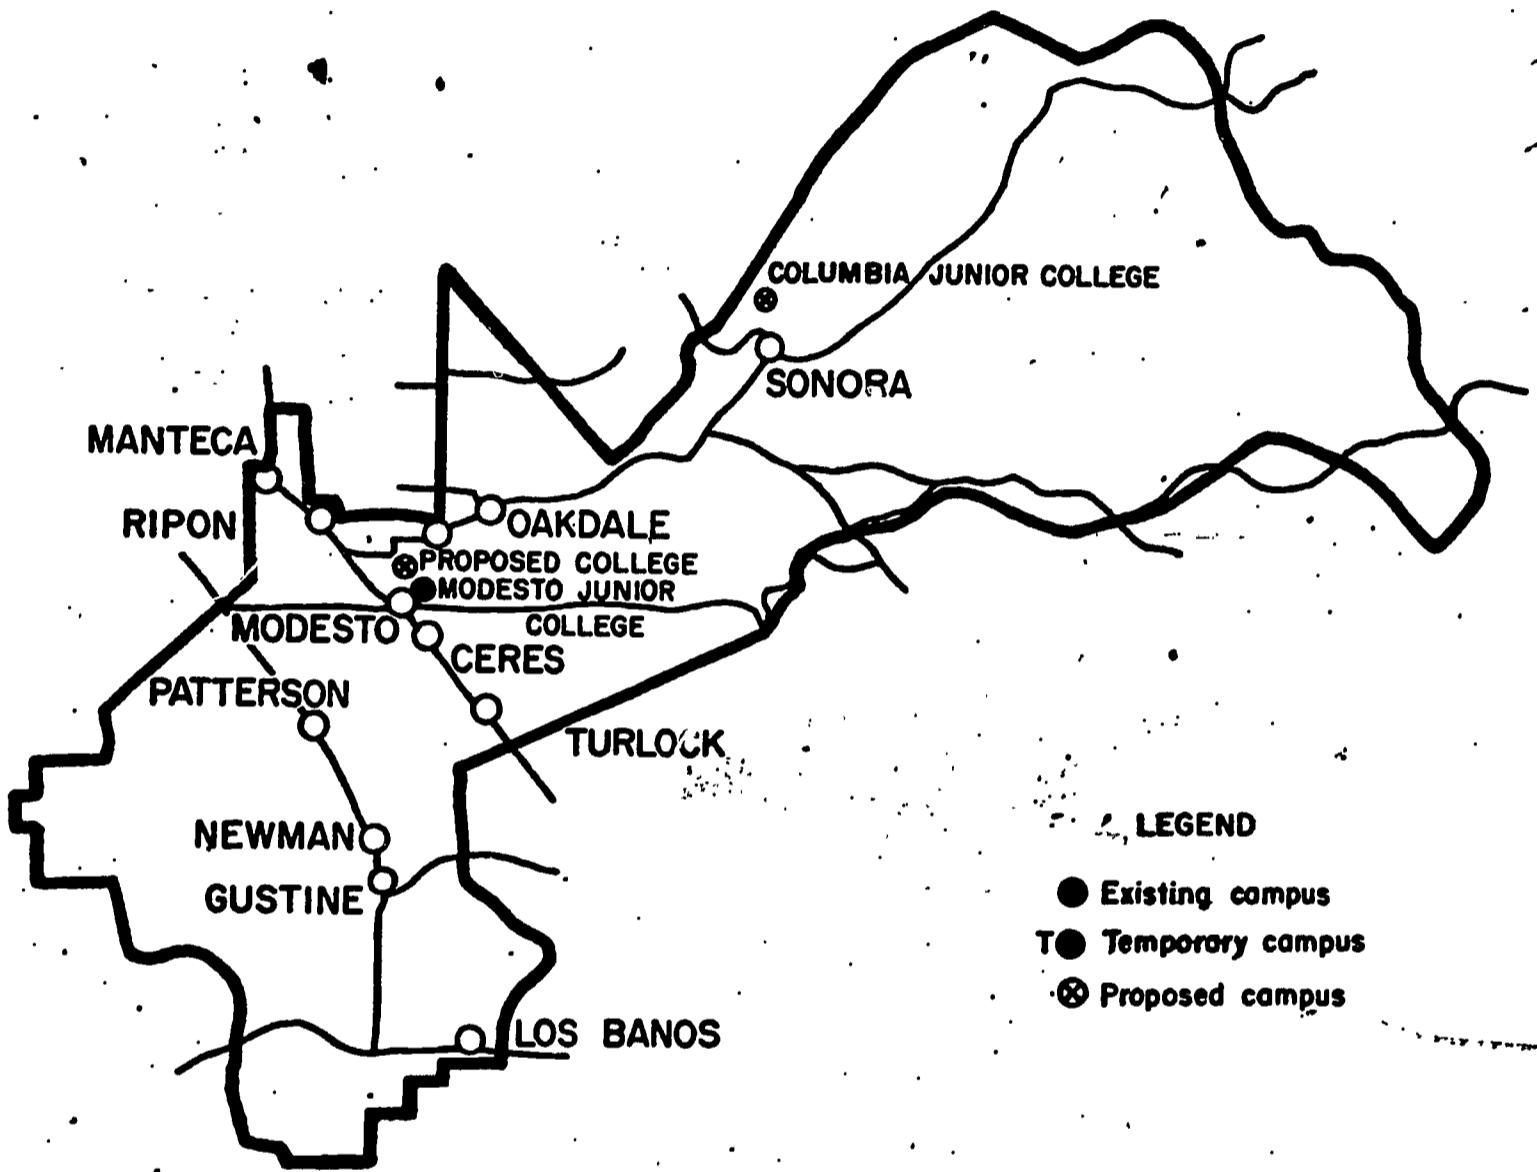 COLUMBIA JUNIOR COLLEGE
SONORA
MANTECA
RIPON
OAKDALE
PROPOSED COLLEGE
MODESTO JUNIOR
COLLEGE
MODESTO
CERES
PATTERSON
TURLOCK
NEWMAN
GUSTINE
LOS BANOS
LEGEND
Existing campus
T Temporary campus
Proposed campus